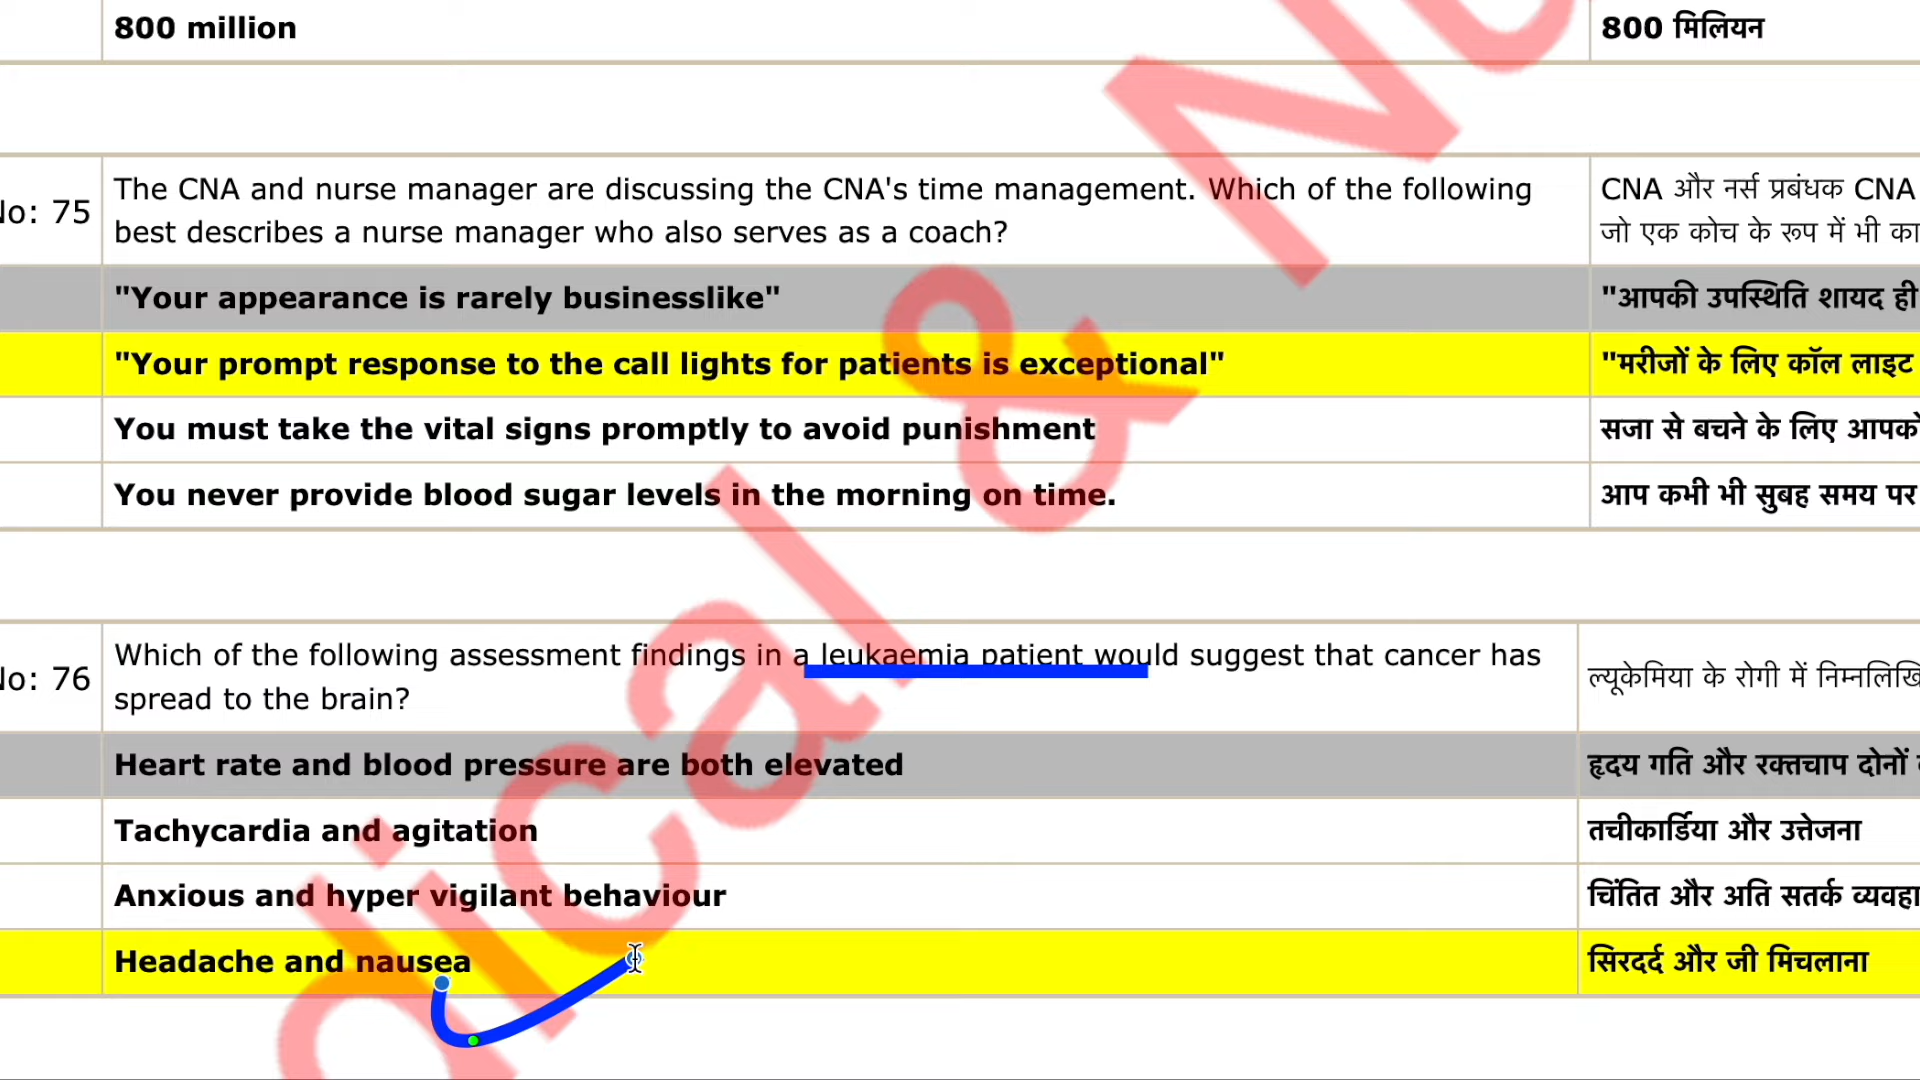 800 million
800 मिलियन
No: 75
The CNA and nurse manager are discussing the CNA's time management. Which of the following
best describes a nurse manager who also serves as a coach?
CNA और नर्स प्रबंधक CNA
जो एक कोच के रूप में भी
"Your appearance is rarely businesslike"
"आपकी उपस्थिति शायद ही
"Your prompt response to the call lights for patients is exceptional"
"मरीजों के लिए कॉल लाइट
You must take the vital signs promptly to avoid punishment
सजा से बचने के लिए
You never provide blood sugar levels in the morning on time.
आप कभी भी सुबह समय पर
No: 76
Which of the following assessment findings in a leukaemia patient would suggest that cancer has
spread to the brain?
ल्यूकेमिया के रोगी में
Heart rate and blood pressure are both elevated
हृदय गति और रक्तचाप दोनों
Tachycardia and agitation
तचीकार्डिया और उत्तेजना
Anxious and hyper vigilant behaviour
चिंतित और अति सतर्क
Headache and nausea
सिरदर्द और जी मिचलाना